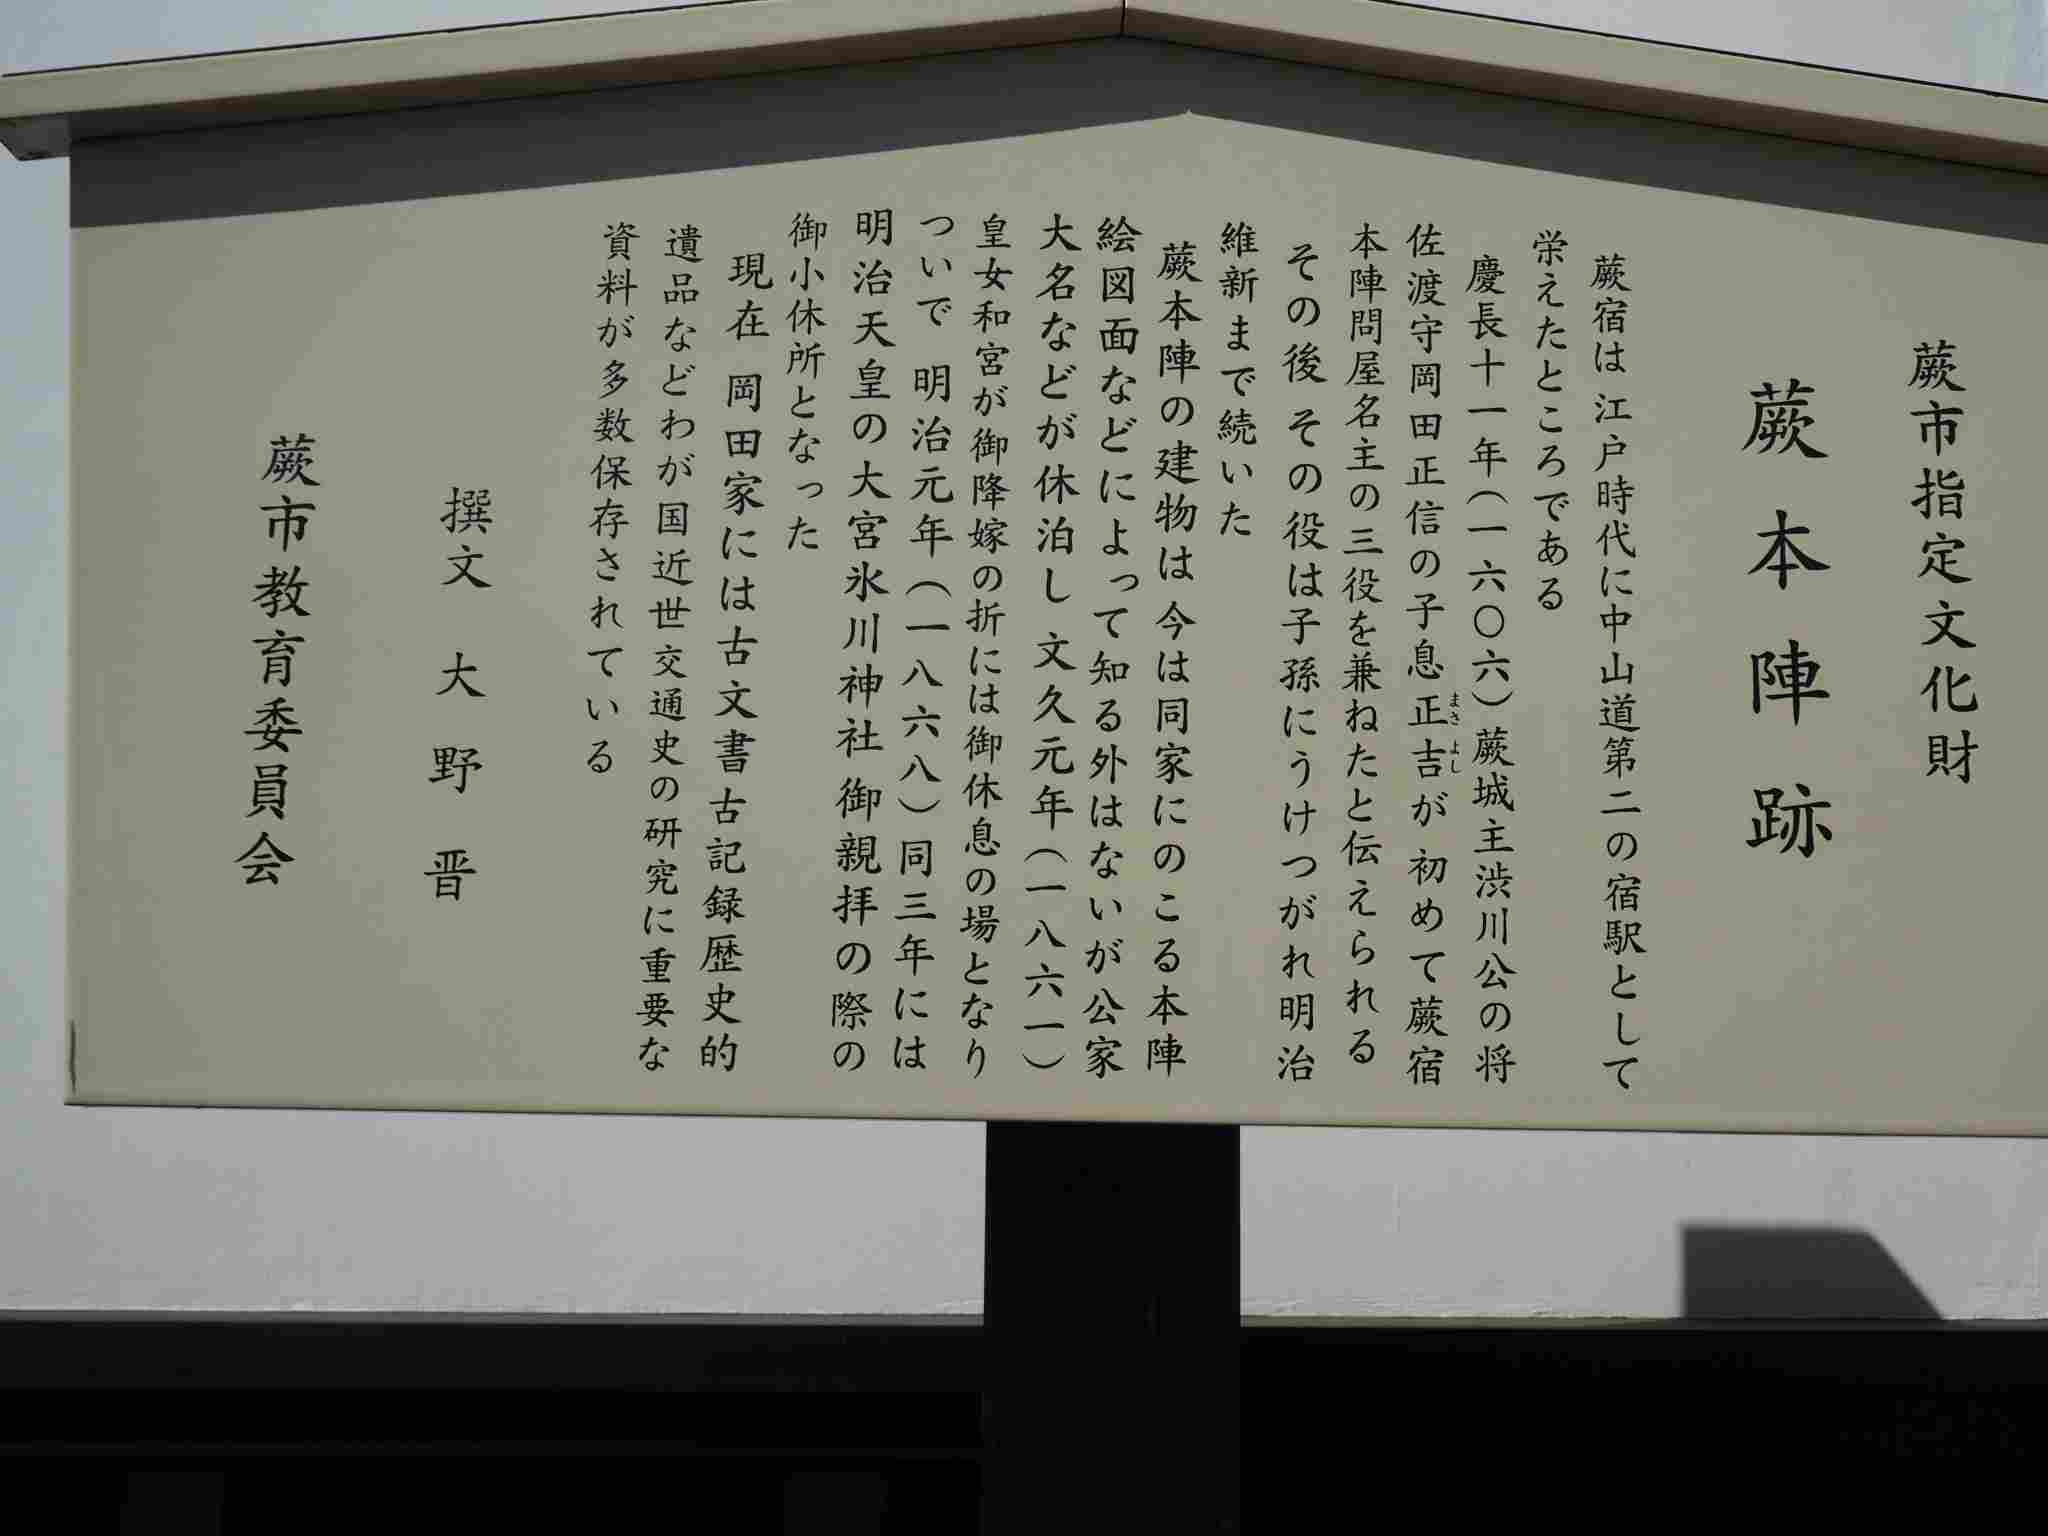 蕨市指定文化財
蕨本陣跡
蕨宿は 江戸時代に中山道第二の宿駅として
栄えたところである
慶長十一年（一六〇六）蕨城主渋川公の将
佐渡守岡田正信の子息正吉が 初めて蕨宿
まさよし
本陣問屋名主の三役を兼ねたと伝えられる
その後 その役は子孫にうけつがれ明治
維新まで続いた
蕨本陣の建物は 今は同家にのこる本陣
絵図面などによって知る外はないが公家
大名などが休泊し 文久元年（一八六一）
皇女和宮が御降嫁の折には御休息の場となり
ついで 明治元年（一八六八）同三年には
明治天皇の大宮氷川神社御親拝の際の
御小休所となった
現在 岡田家には古文書古記録歴史的
遺品などわが国近世交通史の研究に重要な
資料が多数保存されている
撰文 大野晋
蕨市教育委員会